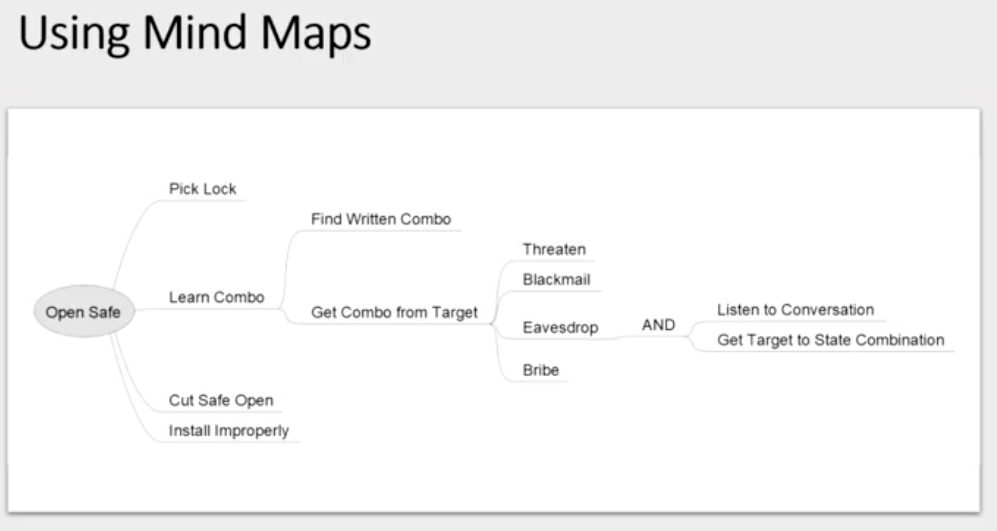 Using Mind Maps
Pick Lock
Find Written Combo
Threaten
Blackmail
Learn Combo
Open Safe
Get Combo from Target
Eavesdrop
AND
Listen to Conversation
Get Target to State Combination
Bribe
Cut Safe Open
Install Improperly